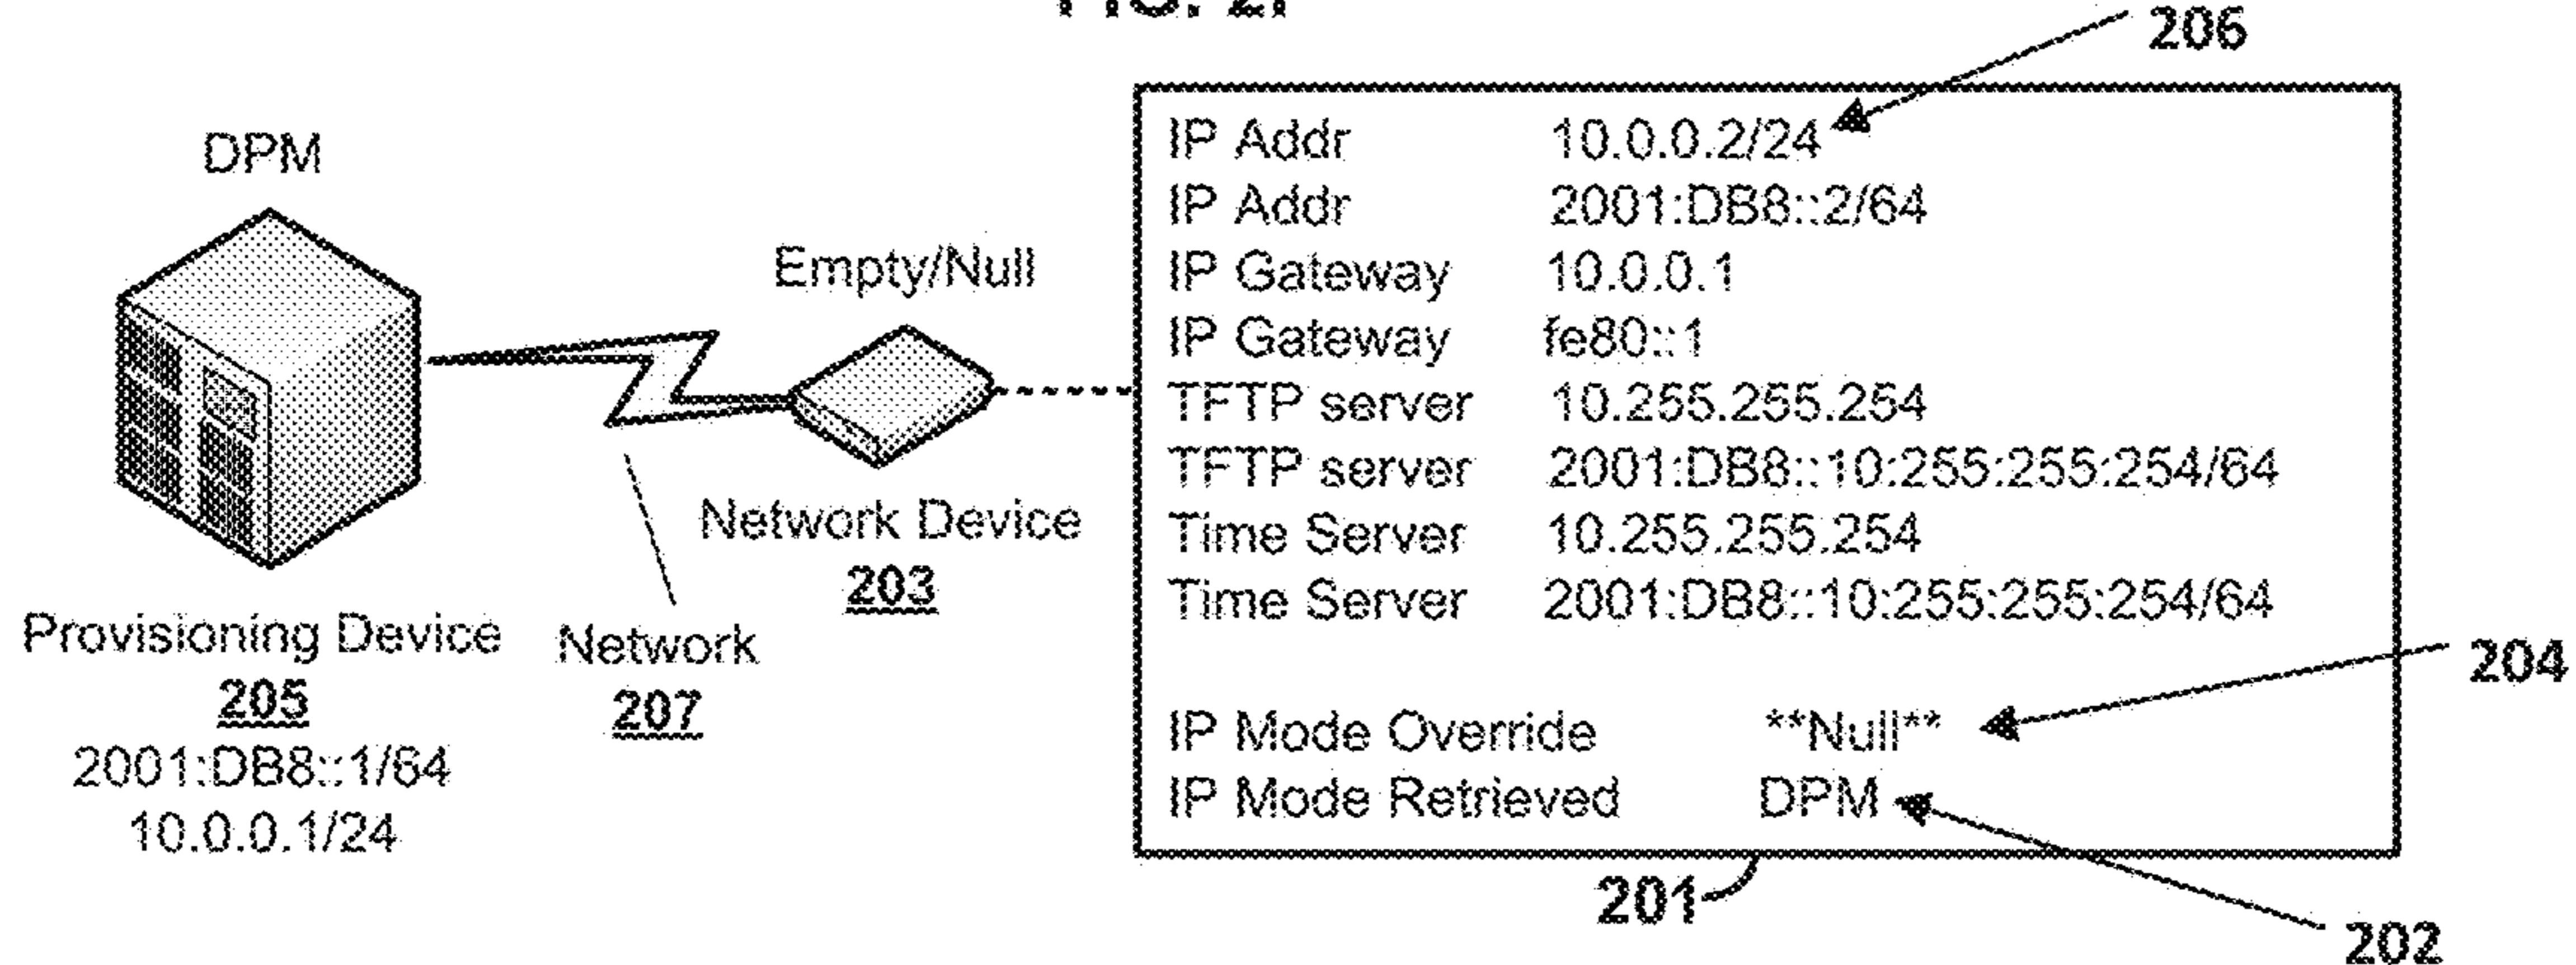 206
DPM
Empty/Null
Network Device
203
Provisioning Device
205
2001:DB8::1/64
10.0.0.1/24
Network
207
IP Addr 10.0.0.2/24
IP Addr 2001:DB8::2/64
IP Gateway 10.0.0.1
IP Gateway fe80::1
TFTP server 10.255.255.254
TFTP server 2001:DB8::10:255:255:254/64
Time Server 10.255.255.254
Time Server 2001:DB8::10:255:255:254/64
IP Mode Override **Null**
IP Mode Retrieved DPM
204
201
202